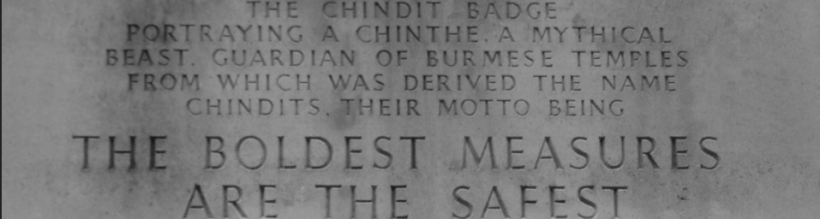 THE CHINDIT BADGE
PORTRAYING A CHINTHE. A MYTHICAL
BEAST. GUARDIAN OF BURMESE TEMPLES
FROM WHICH WAS DERIVED THE NAME
CHINDITS. THEIR MOTTO BEING
THE BOLDEST MEASURES
ARE THE SAFEST